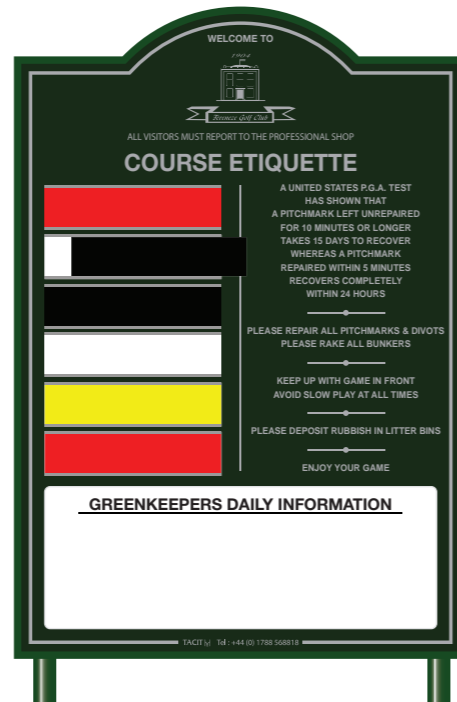 WELCOME TO
1904
Fereneze Golf Club
ALL VISITORS MUST REPORT TO THE PROFESSIONAL SHOP
COURSE ETIQUETTE
A UNITED STATES P.G.A. TEST
HAS SHOWN THAT
A PITCHMARK LEFT UNREPAIRED
FOR 10 MINUTES OR LONGER
TAKES 15 DAYS TO RECOVER
WHEREAS A PITCHMARK
REPAIRED WITHIN 5 MINUTES
RECOVERS COMPLETELY
WITHIN 24 HOURS
PLEASE REPAIR ALL PITCHMARKS & DIVOTS
PLEASE RAKE ALL BUNKERS
KEEP UP WITH GAME IN FRONT
AVOID SLOW PLAY AT ALL TIMES
PLEASE DEPOSIT RUBBISH IN LITTER BINS
ENJOY YOUR GAME
GREENKEEPERS DAILY INFORMATION
TACIT Tel : +44 (0) 1788 568818